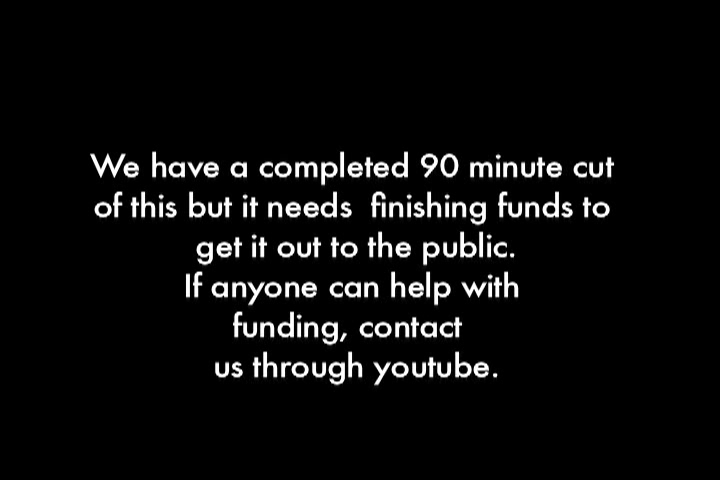 We have a completed 90 minute cut
of this but it needs  finishing funds to
get it out to the public.
If anyone can help with
funding, contact
us through youtube.